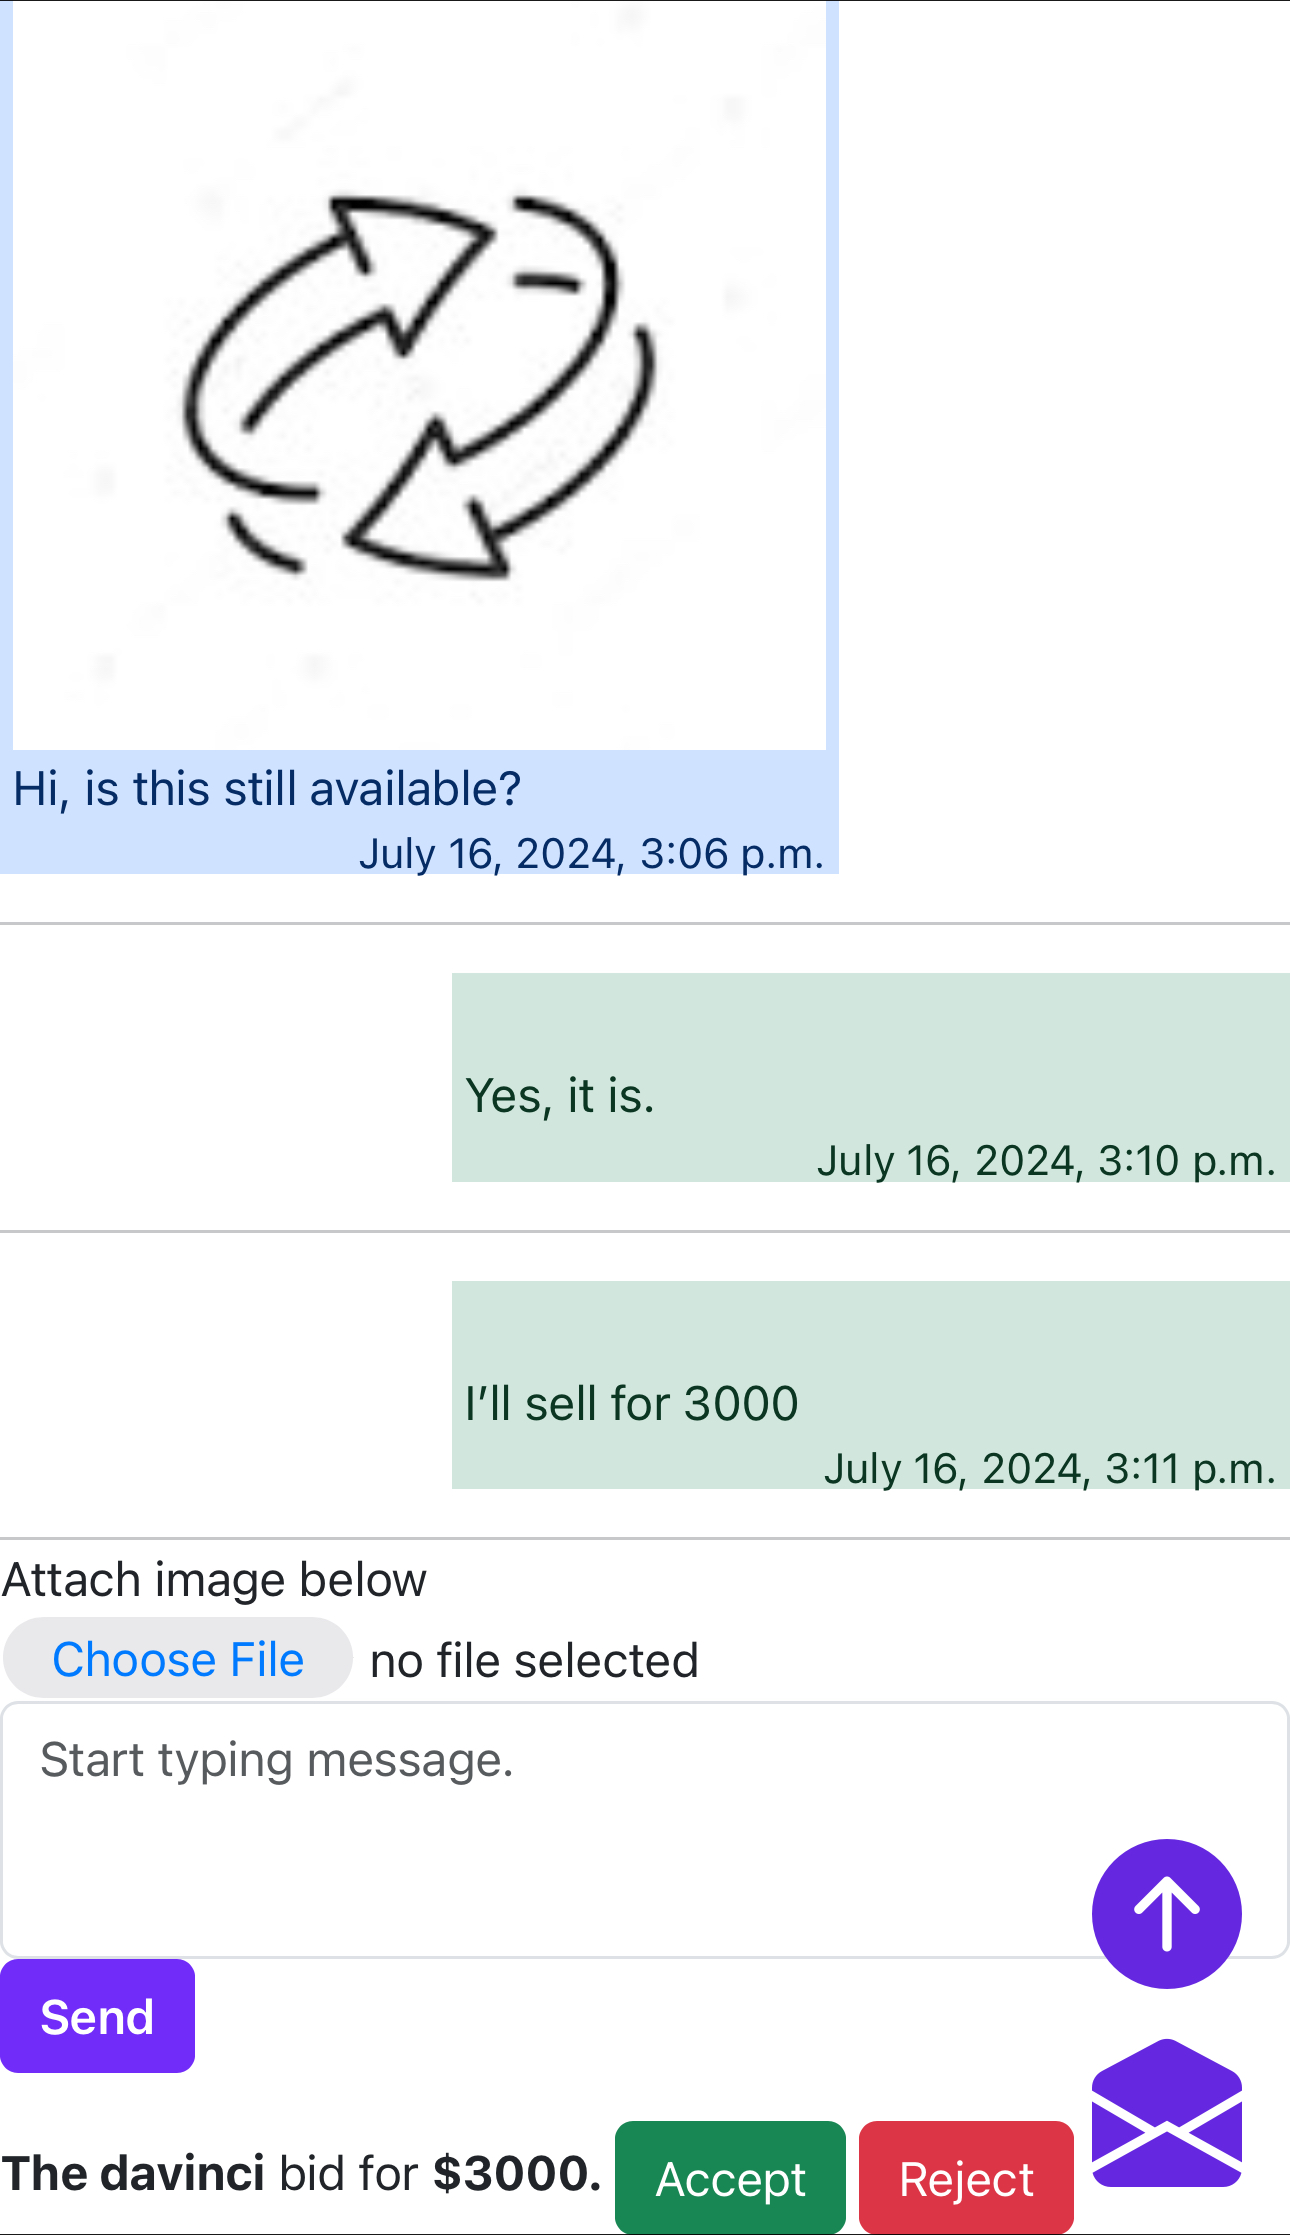 Hi, is this still available?
July 16, 2024, 3:06 p.m.
Yes, it is.
July 16, 2024, 3:10 p.m.
I’ll sell for 3000
July 16, 2024, 3:11 p.m.
Attach image below
Choose File no file selected
Start typing message.
Send
The davinci bid for $3000. Accept Reject